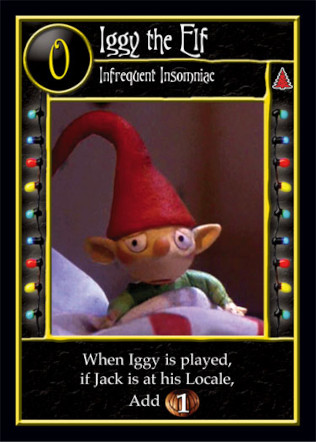 0
Iggy the Elf
Infrequent Insomniac
When Iggy is played,
if Jack is at his Locale,
Add 1